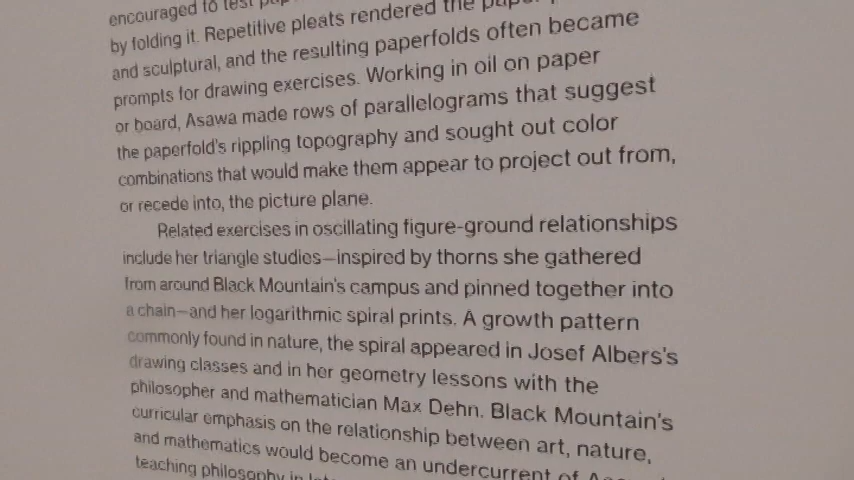 encouraged to test
by folding it. Repetitive pleats rendered the
and sculptural, and the resulting paperfolds often became
prompts for drawing exercises. Working in oil on paper
or board, Asawa made rows of parallelograms that suggest
the paperfold's rippling topography and sought out color
combinations that would make them appear to project out from,
or recede into, the picture plane.
Related exercises in oscillating figure-ground relationships
include her triangle studies—inspired by thorns she gathered
from around Black Mountain's campus and pinned together into
a chain—and her logarithmic spiral prints. A growth pattern
commonly found in nature, the spiral appeared in Josef Albers's
drawing classes and in her geometry lessons with the
philosopher and mathematician Max Dehn. Black Mountain's
curricular emphasis on the relationship between art, nature,
and mathematics would become an undercurrent of
teaching philosophy in